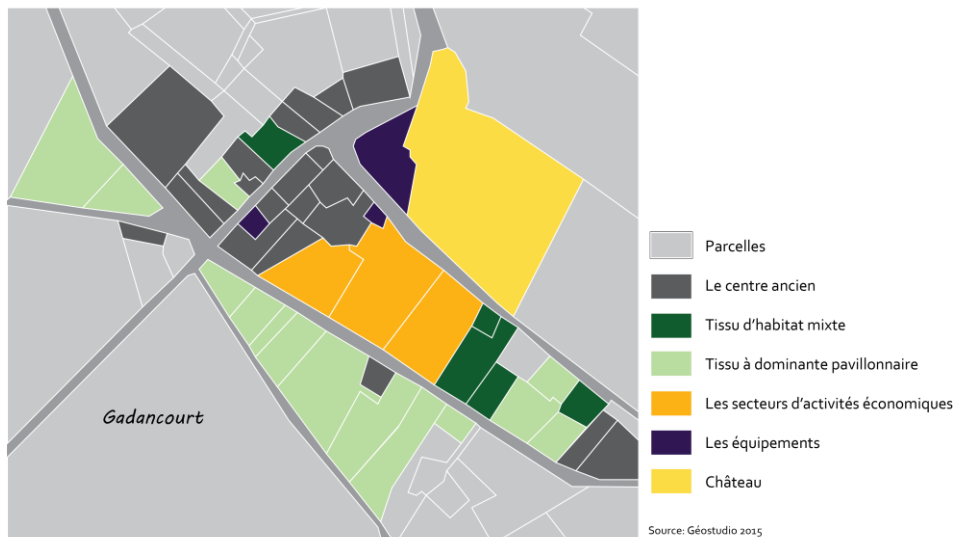 Gadancourt
Parcelles
Le centre ancien
Tissu d'habitat mixte
Tissu à dominante pavillonnaire
Les secteurs d'activités économiques
Les équipements
Château
Source: Géostudio 2015